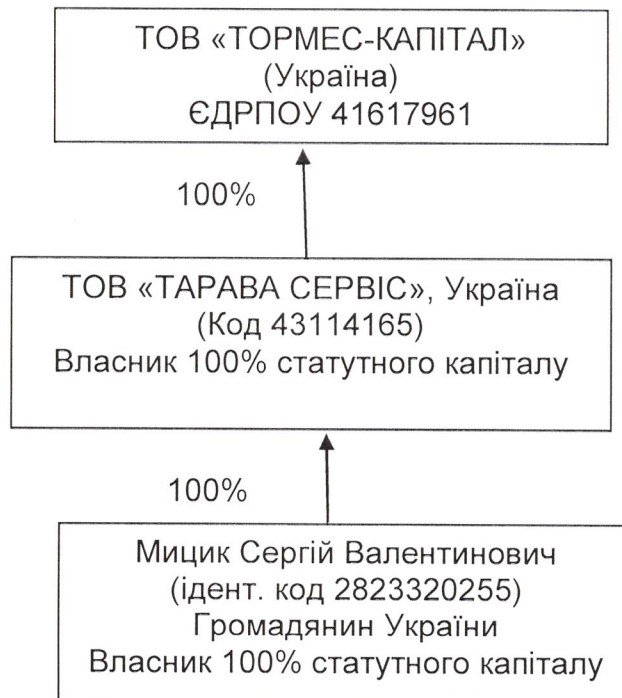 ТОВ «ТОРМЕС-КАПІТАЛ»
(Україна)
ЄДРПОУ 41617961
100%
ТОВ «ТАРАВА СЕРВІС», Україна
(Код 43114165)
Власник 100% статутного капіталу
100%
Мицик Сергій Валентинович
(ідент. код 2823320255)
Громадянин України
Власник 100% статутного капіталу